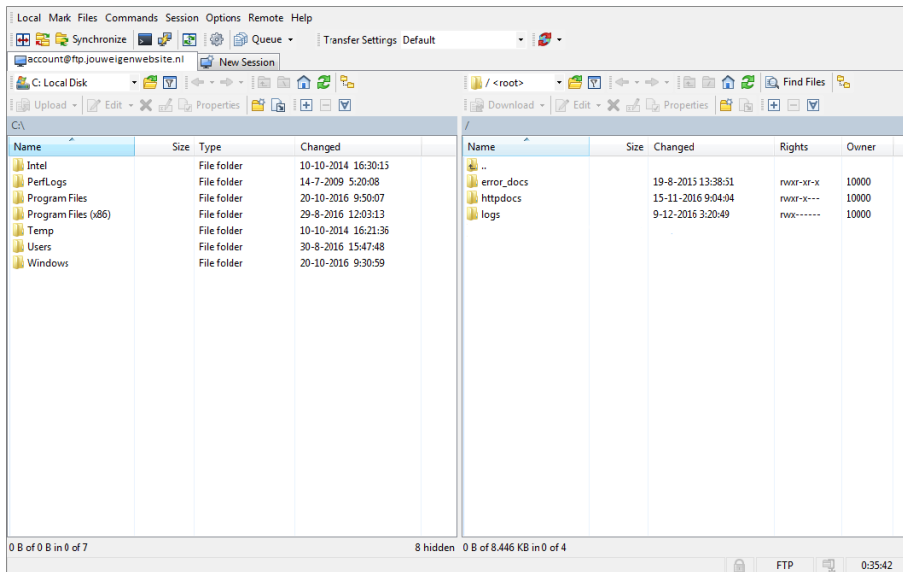 Local Mark Files Commands Session Options Remote Help
Synchronize Queue Transfer Settings Default
account@ftp.jouweigenwebsite.nl New Session
C: Local Disk / <root> Find Files
Upload Edit Properties Download Edit Properties
C:\ /
Name Size Type Changed Name Size Changed Rights Owner
Intel File folder 10-10-2014 16:30:15 ..
PerfLogs File folder 14-7-2009 5:20:08 error_docs 19-8-2015 13:38:51 rwxr-xr-x 10000
Program Files File folder 20-10-2016 9:50:07 httpdocs 15-11-2016 9:04:04 rwxr-x--- 10000
Program Files (x86) File folder 29-8-2016 12:03:13 logs 9-12-2016 3:20:49 rwx------ 10000
Temp File folder 10-10-2014 16:21:36
Users File folder 30-8-2016 15:47:48
Windows File folder 20-10-2016 9:30:59
0 B of 0 B in 0 of 7 8 hidden 0 B of 8.446 KB in 0 of 4
FTP 0:35:42